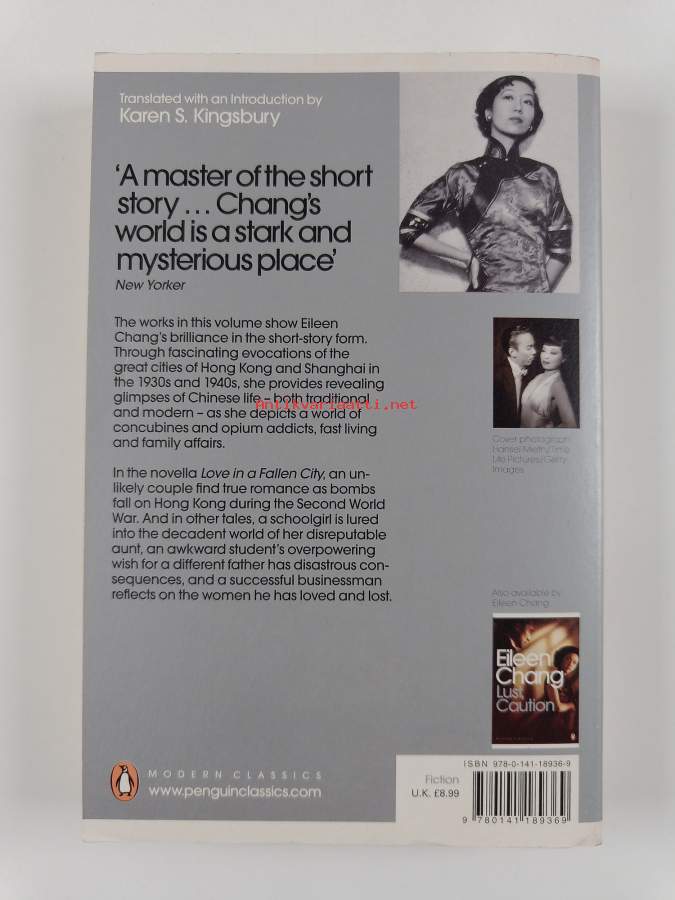 Translated with an Introduction by
Karen S. Kingsbury
‘A master of the short
story ... Chang’s
world is a stark and
mysterious place’
New Yorker
The works in this volume show Eileen
Chang’s brilliance in the short-story form.
Through fascinating evocations of the
great cities of Hong Kong and Shanghai in
the 1930s and 1940s, she provides revealing
glimpses of Chinese life – both traditional
and modern – as she depicts a world of
concubines and opium addicts, fast living
and family affairs.
In the novella Love in a Fallen City, an un-
likely couple find true romance as bombs
fall on Hong Kong during the Second World
War. And in other tales, a schoolgirl is lured
into the decadent world of her disreputable
aunt, an awkward student’s overpowering
wish for a different father has disastrous con-
sequences, and a successful businessman
reflects on the women he has loved and lost.
Antikvariaatti.net
Cover photograph:
Hansel Mieth/Time
Life Pictures/Getty
Images
Also available by
Eileen Chang
Eileen
Chang
Lust,
Caution
MODERN CLASSICS
www.penguinclassics.com
Fiction
U.K. £8.99
ISBN 978-0-141-18936-9
9 780141 189369